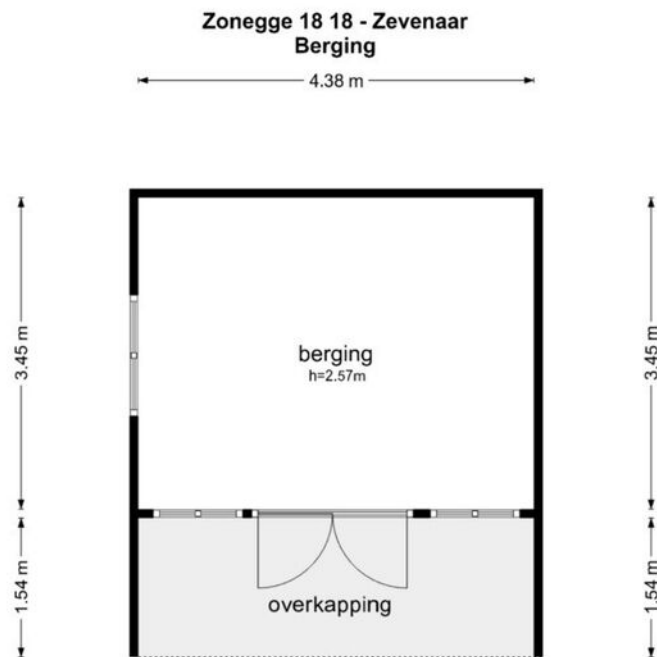 Zonegge 18 18 - Zevenaar
Berging
4.38 m
3.45 m
berging
h=2.57m
3.45 m
1.54 m
overkapping
1.54 m